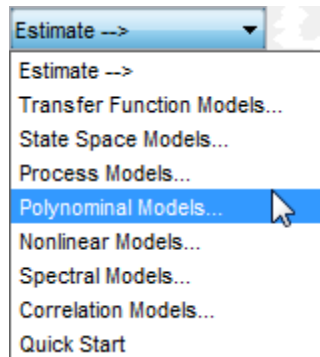 Estimate -->
Estimate -->
Transfer Function Models...
State Space Models...
Process Models...
Polynominal Models...
Nonlinear Models...
Spectral Models...
Correlation Models...
Quick Start